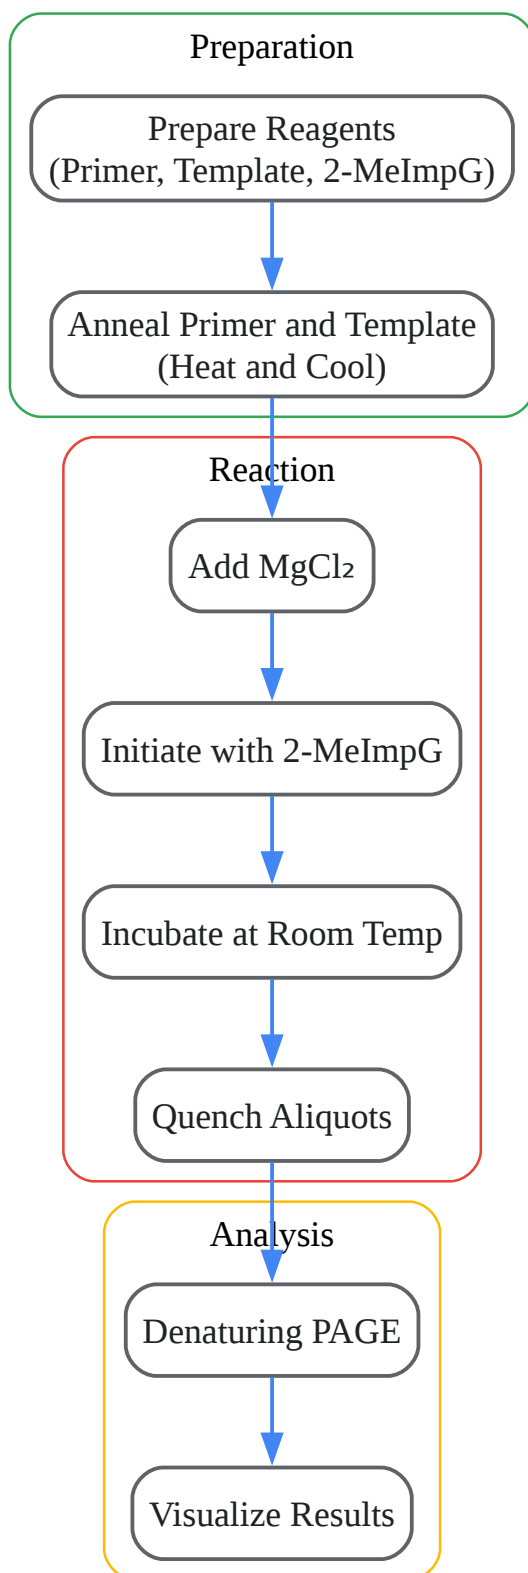 Preparation
Prepare Reagents
(Primer, Template, 2-MeImpG)
Anneal Primer and Template
(Heat and Cool)
Reaction
Add MgCl₂
Initiate with 2-MeImpG
Incubate at Room Temp
Quench Aliquots
Analysis
Denaturing PAGE
Visualize Results